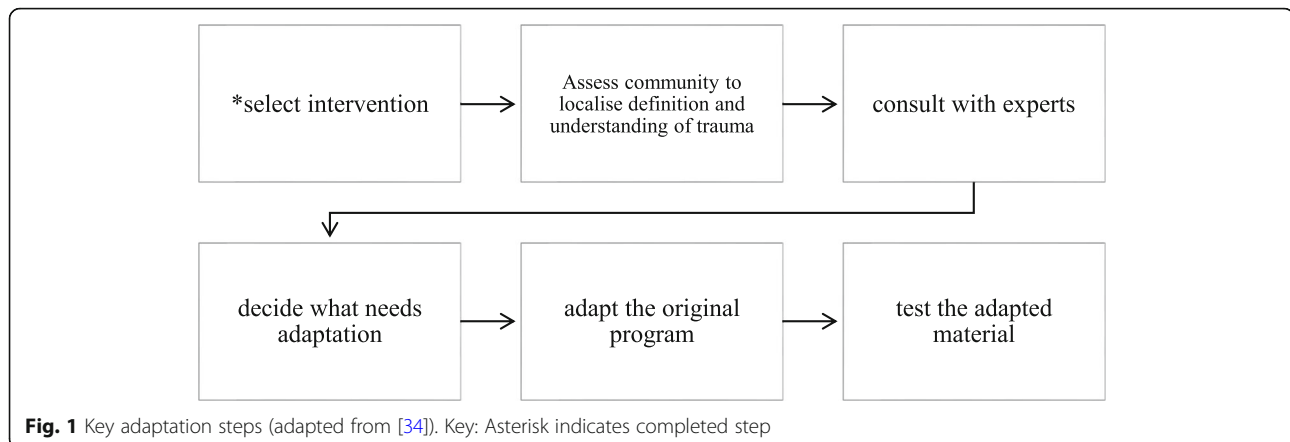 *select intervention
Assess community to
localise definition and
understanding of trauma
consult with experts
decide what needs
adaptation
adapt the original
program
test the adapted
material
Fig. 1 Key adaptation steps (adapted from [34]). Key: Asterisk indicates completed step